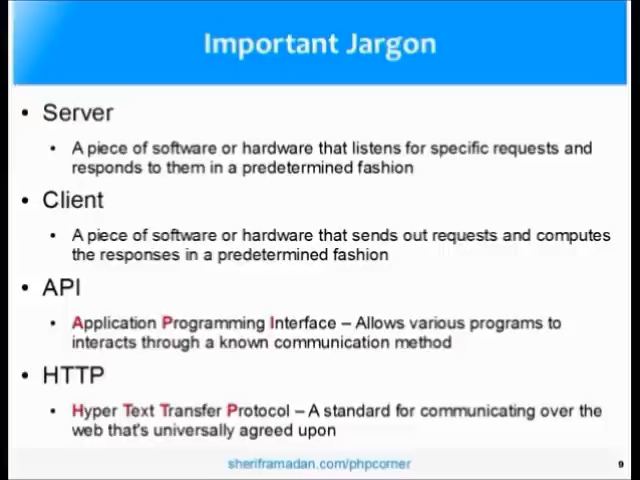 Important Jargon
• Server
• A piece of software or hardware that listens for specific requests and
responds to them in a predetermined fashion
• Client
• A piece of software or hardware that sends out requests and computes
the responses in a predetermined fashion
• API
• Application Programming Interface – Allows various programs to
interacts through a known communication method
• HTTP
• Hyper Text Transfer Protocol – A standard for communicating over the
web that's universally agreed upon
sheriframadan.com/phpcorner
9